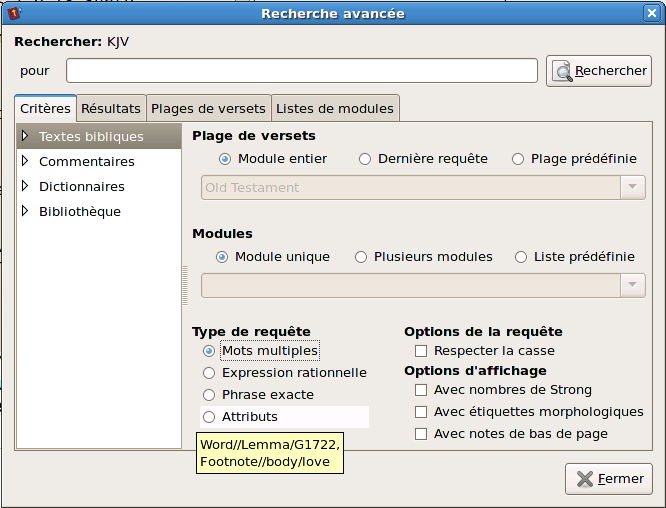 Recherche avancée
Rechercher: KJV
pour
Rechercher
Critères
Résultats
Plages de versets
Listes de modules
Textes bibliques
Commentaires
Dictionnaires
Bibliothèque
Plage de versets
Module entier
Dernière requête
Plage prédéfinie
Old Testament
Modules
Module unique
Plusieurs modules
Liste prédéfinie
Type de requête
Mots multiples
Expression rationnelle
Phrase exacte
Attributs
Word//Lemma/G1722,
Footnote//body/love
Options de la requête
Respecter la casse
Options d'affichage
Avec nombres de Strong
Avec étiquettes morphologiques
Avec notes de bas de page
Fermer